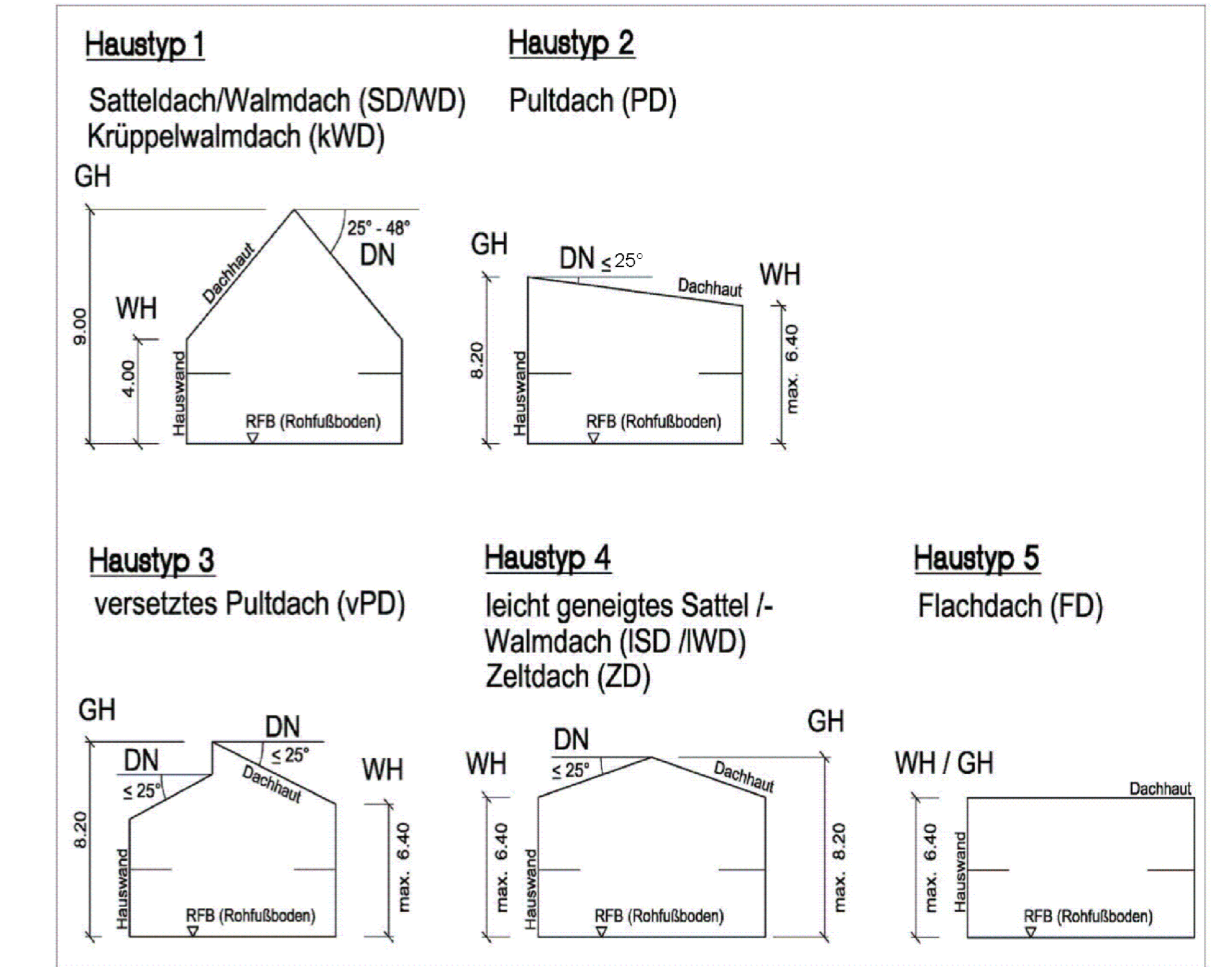 Haustyp 1
Satteldach/Walmdach (SD/WD)
Krüppelwalmdach (kWD)
GH
9.00
WH
4.00
Dachhaut
25° - 48°
DN
Hauswand
RFB (Rohfußboden)
Haustyp 2
Pultdach (PD)
GH
8.20
DN ≤25°
Dachhaut
WH
max. 6.40
Hauswand
RFB (Rohfußboden)
Haustyp 3
versetztes Pultdach (vPD)
GH
8.20
DN
≤ 25°
DN
≤ 25°
Dachhaut
WH
max. 6.40
Hauswand
RFB (Rohfußboden)
Haustyp 4
leicht geneigtes Sattel /-
Walmdach (lSD /lWD)
Zeltdach (ZD)
WH
max. 6.40
DN
≤ 25°
Dachhaut
GH
max. 8.20
Hauswand
RFB (Rohfußboden)
Haustyp 5
Flachdach (FD)
WH / GH
max. 6.40
Dachhaut
Hauswand
RFB (Rohfußboden)